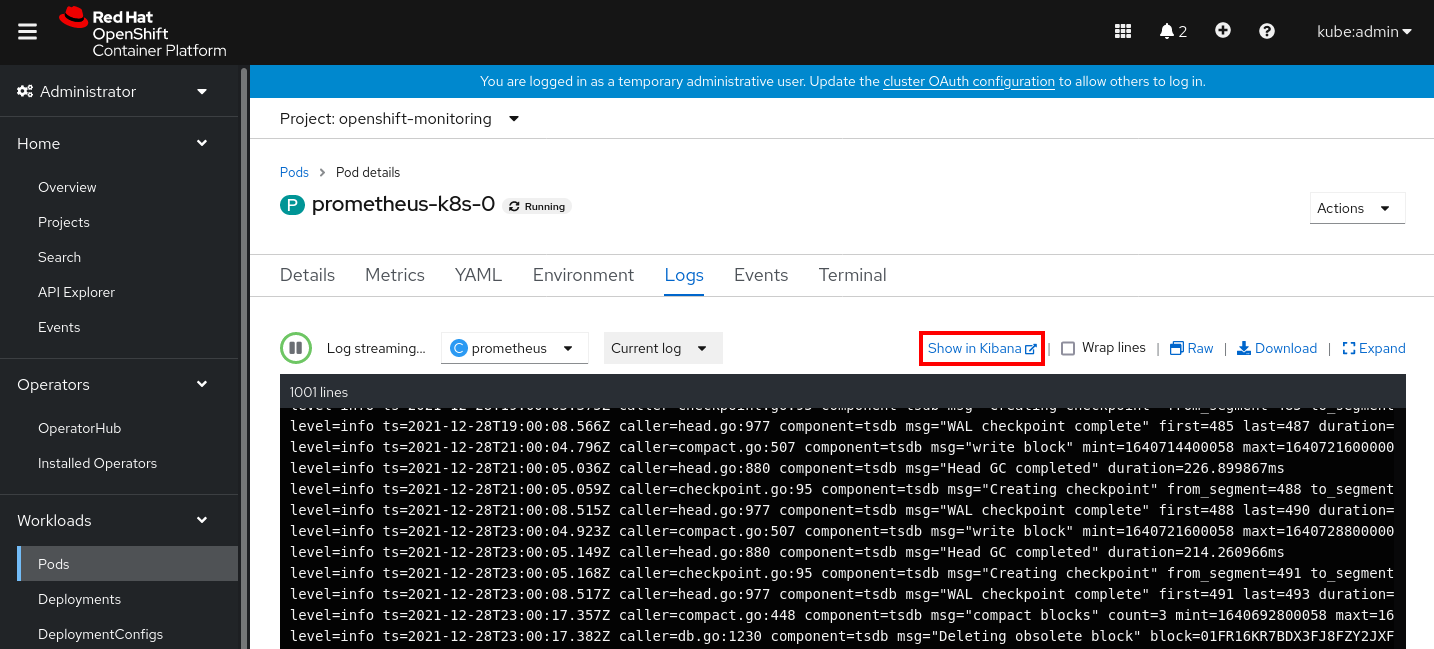 Red Hat
OpenShift
Container Platform
2
kube:admin
You are logged in as a temporary administrative user. Update the cluster OAuth configuration to allow others to log in.
Administrator
Home
Overview
Projects
Search
API Explorer
Events
Operators
OperatorHub
Installed Operators
Workloads
Pods
Deployments
DeploymentConfigs
Project: openshift-monitoring
Pods > Pod details
P prometheus-k8s-0 Running
Actions
Details Metrics YAML Environment Logs Events Terminal
Log streaming... C prometheus Current log Show in Kibana | Wrap lines | Raw | Download | Expand
1001 lines
level=info ts=2021-12-28T19:00:08.566Z caller=head.go:977 component=tsdb msg="WAL checkpoint complete" first=485 last=487 duration=
level=info ts=2021-12-28T21:00:04.796Z caller=compact.go:507 component=tsdb msg="write block" mint=1640714400058 maxt=1640721600000
level=info ts=2021-12-28T21:00:05.036Z caller=head.go:880 component=tsdb msg="Head GC completed" duration=226.899867ms
level=info ts=2021-12-28T21:00:05.059Z caller=checkpoint.go:95 component=tsdb msg="Creating checkpoint" from_segment=488 to_segment
level=info ts=2021-12-28T21:00:08.515Z caller=head.go:977 component=tsdb msg="WAL checkpoint complete" first=488 last=490 duration=
level=info ts=2021-12-28T23:00:04.923Z caller=compact.go:507 component=tsdb msg="write block" mint=1640721600058 maxt=1640728800000
level=info ts=2021-12-28T23:00:05.149Z caller=head.go:880 component=tsdb msg="Head GC completed" duration=214.260966ms
level=info ts=2021-12-28T23:00:05.168Z caller=checkpoint.go:95 component=tsdb msg="Creating checkpoint" from_segment=491 to_segment
level=info ts=2021-12-28T23:00:08.517Z caller=head.go:977 component=tsdb msg="WAL checkpoint complete" first=491 last=493 duration=
level=info ts=2021-12-28T23:00:17.357Z caller=compact.go:448 component=tsdb msg="compact blocks" count=3 mint=1640692800058 maxt=16
level=info ts=2021-12-28T23:00:17.382Z caller=db.go:1230 component=tsdb msg="Deleting obsolete block" block=01FR16KR7BDX3FJ8FZY2JXF